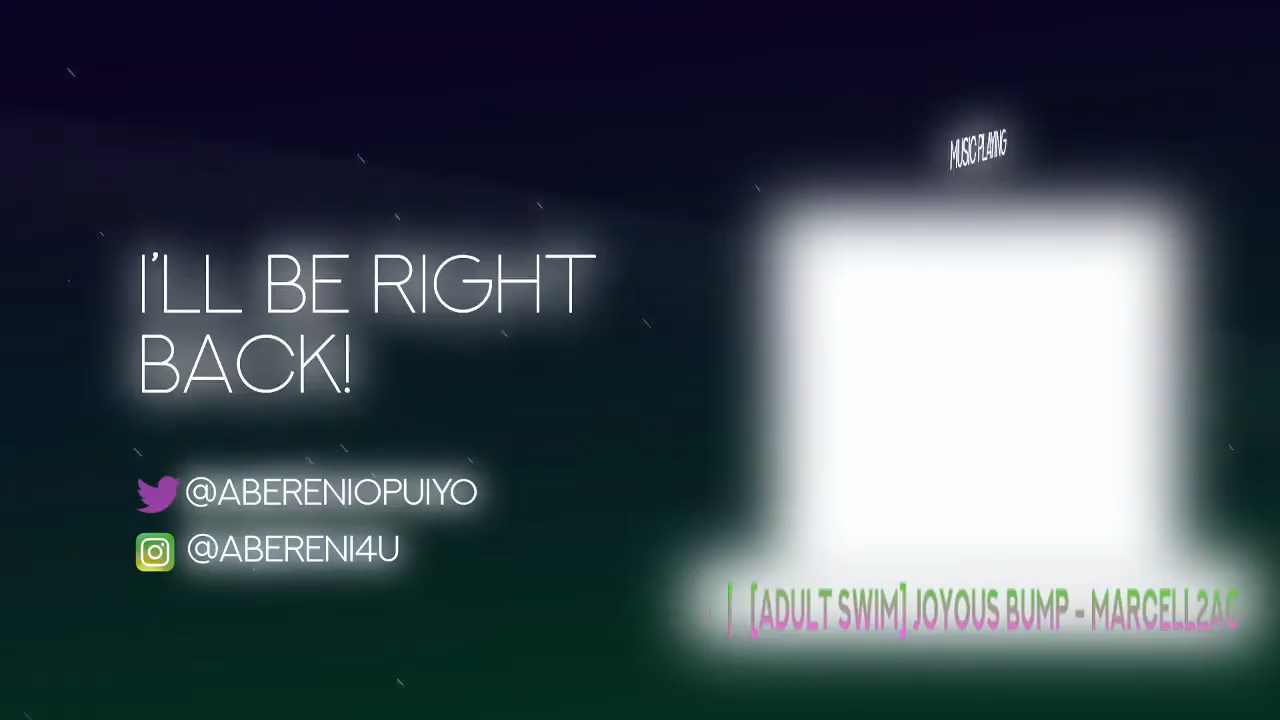 MUSIC PLAYING
I'LL BE RIGHT
BACK!
@ABERENIOPUIYO
@ABERENI4U
| [ADULT SWIM] JOYOUS BUMP - MARCELL2AC